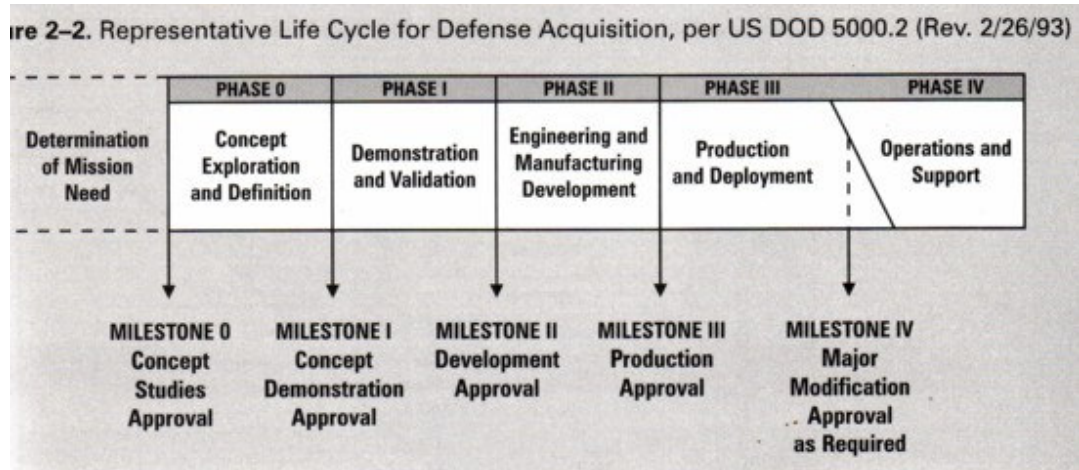 re 2–2. Representative Life Cycle for Defense Acquisition, per US DOD 5000.2 (Rev. 2/26/93)
PHASE 0
PHASE I
PHASE II
PHASE III
PHASE IV
Determination
of Mission
Need
Concept
Exploration
and Definition
Demonstration
and Validation
Engineering and
Manufacturing
Development
Production
and Deployment
Operations and
Support
MILESTONE 0
Concept
Studies
Approval
MILESTONE I
Concept
Demonstration
Approval
MILESTONE II
Development
Approval
MILESTONE III
Production
Approval
MILESTONE IV
Major
Modification
Approval
as Required